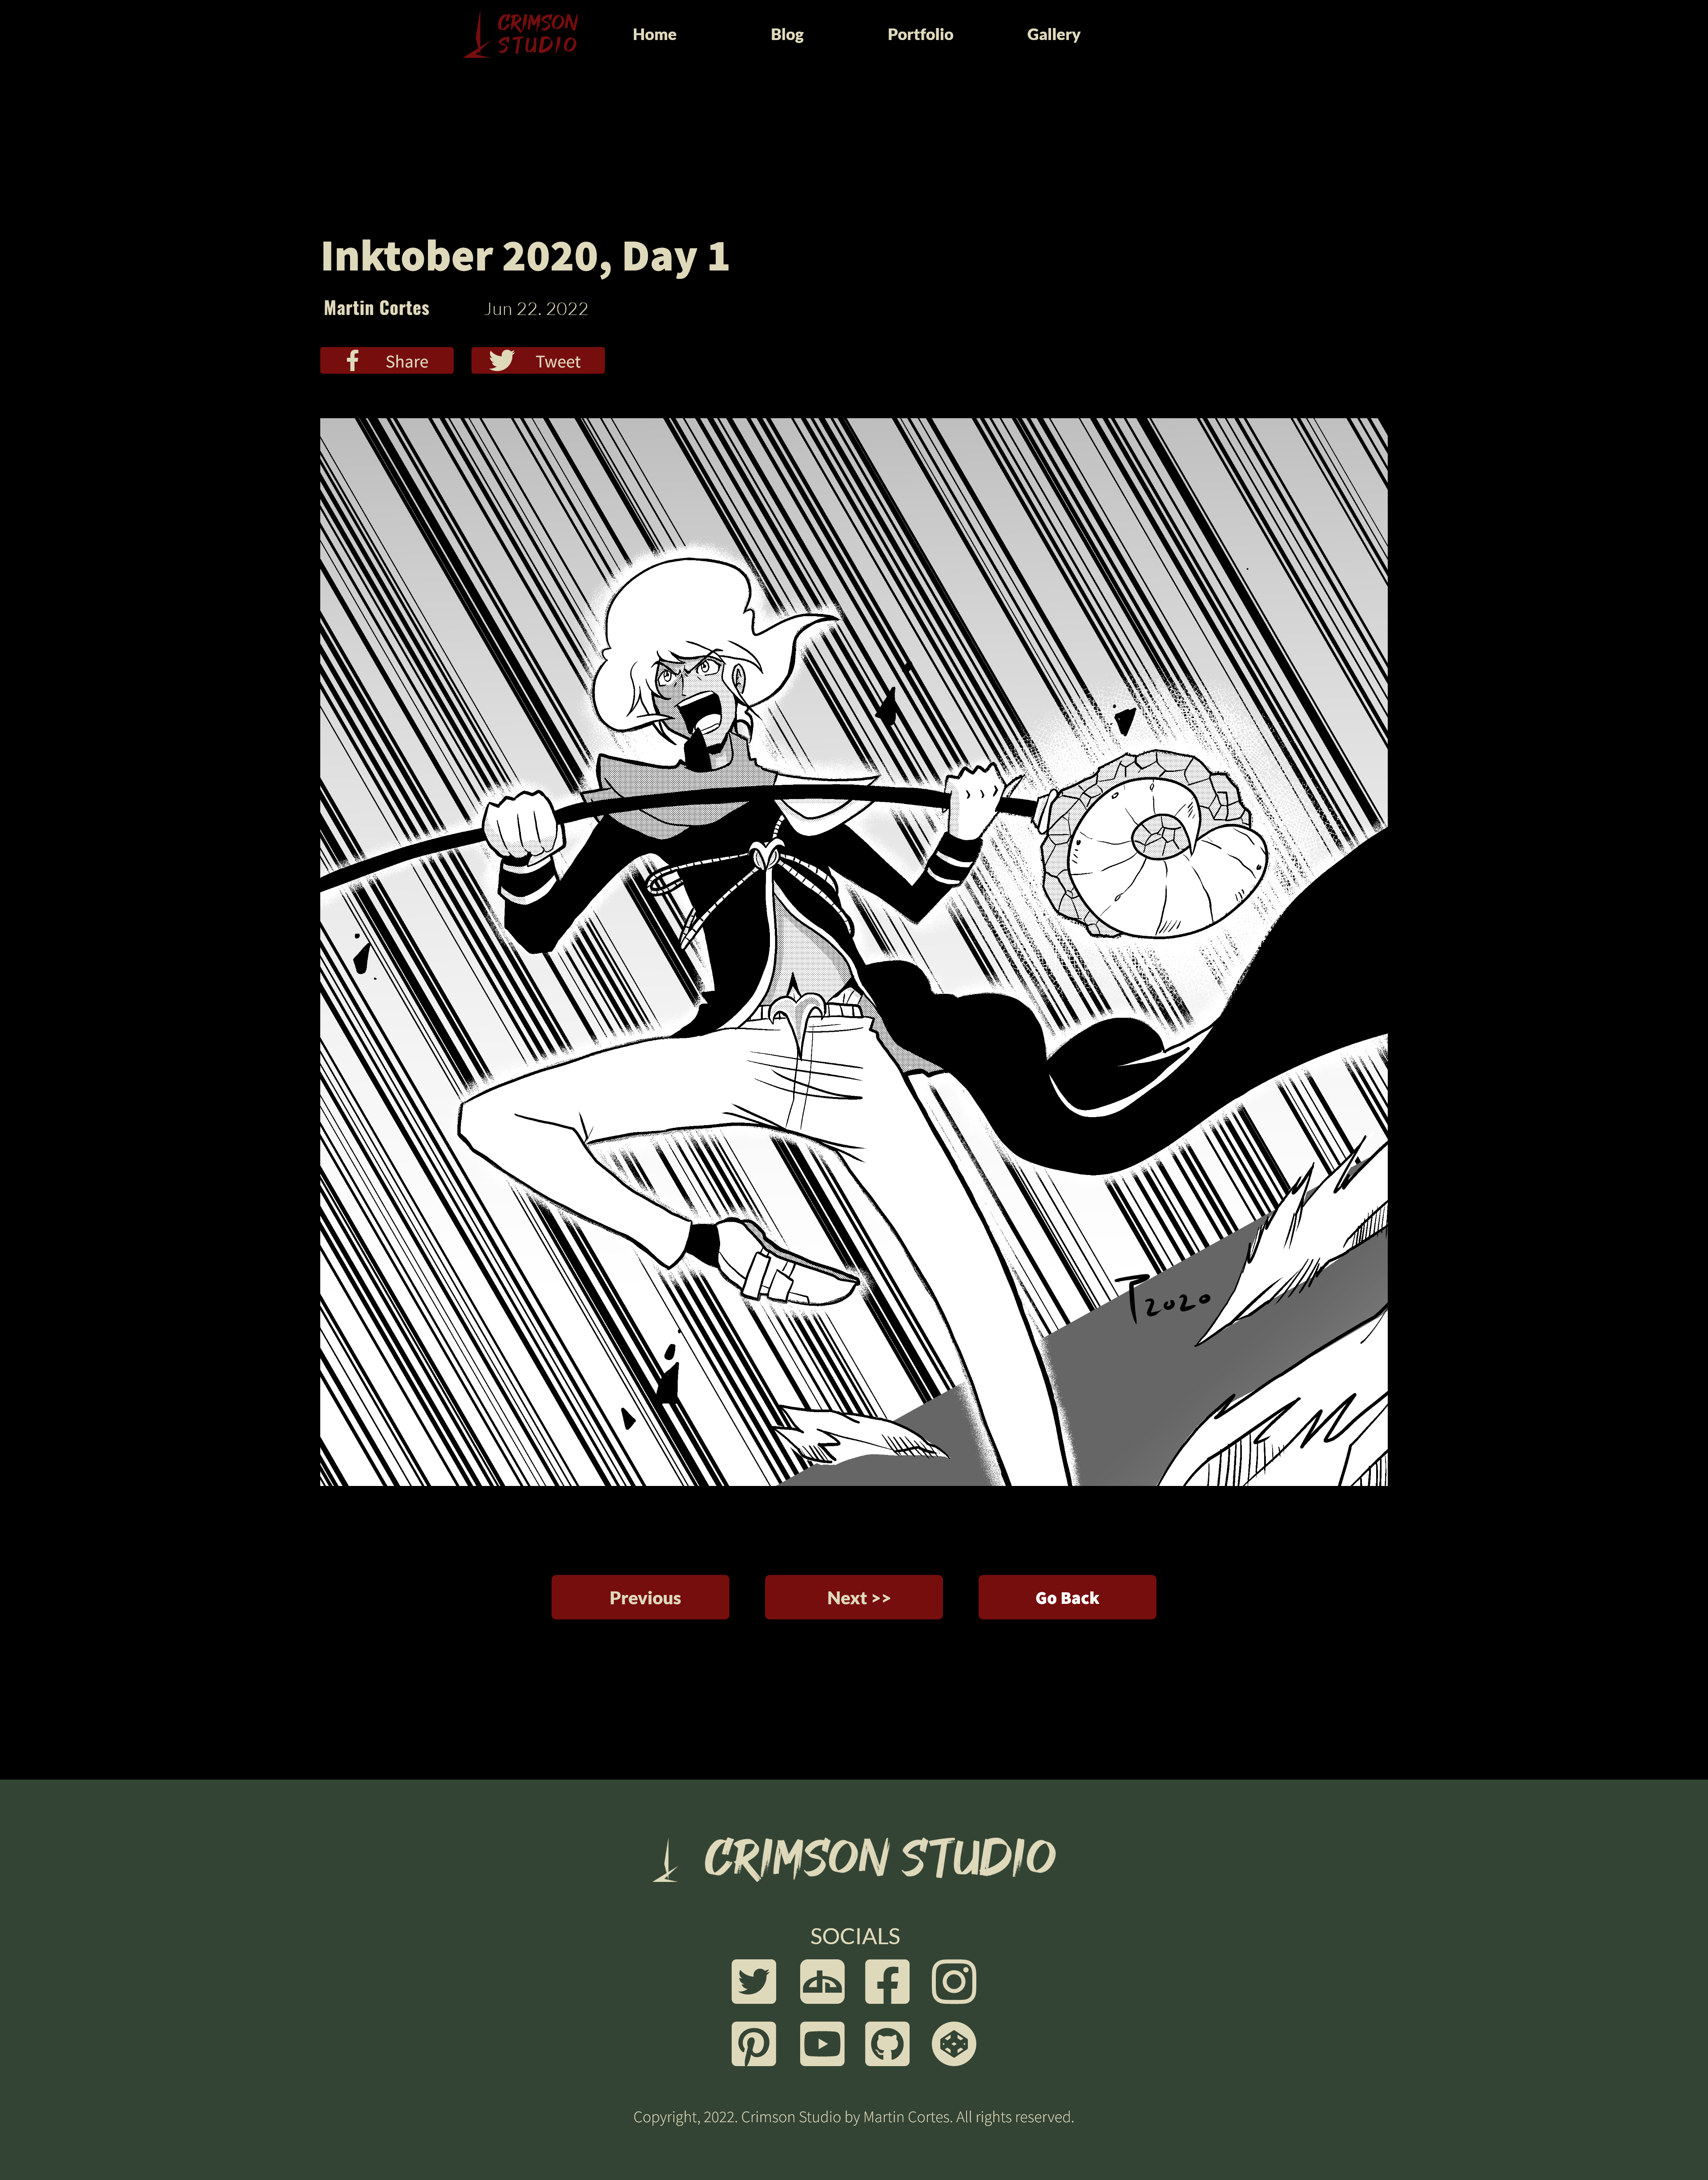 CRIMSON
STUDIO
Home Blog Portfolio Gallery
Inktober 2020, Day 1
Martin Cortes Jun 22. 2022
Share Tweet
2020
Previous Next >> Go Back
CRIMSON STUDIO
SOCIALS
Copyright, 2022. Crimson Studio by Martin Cortes. All rights reserved.